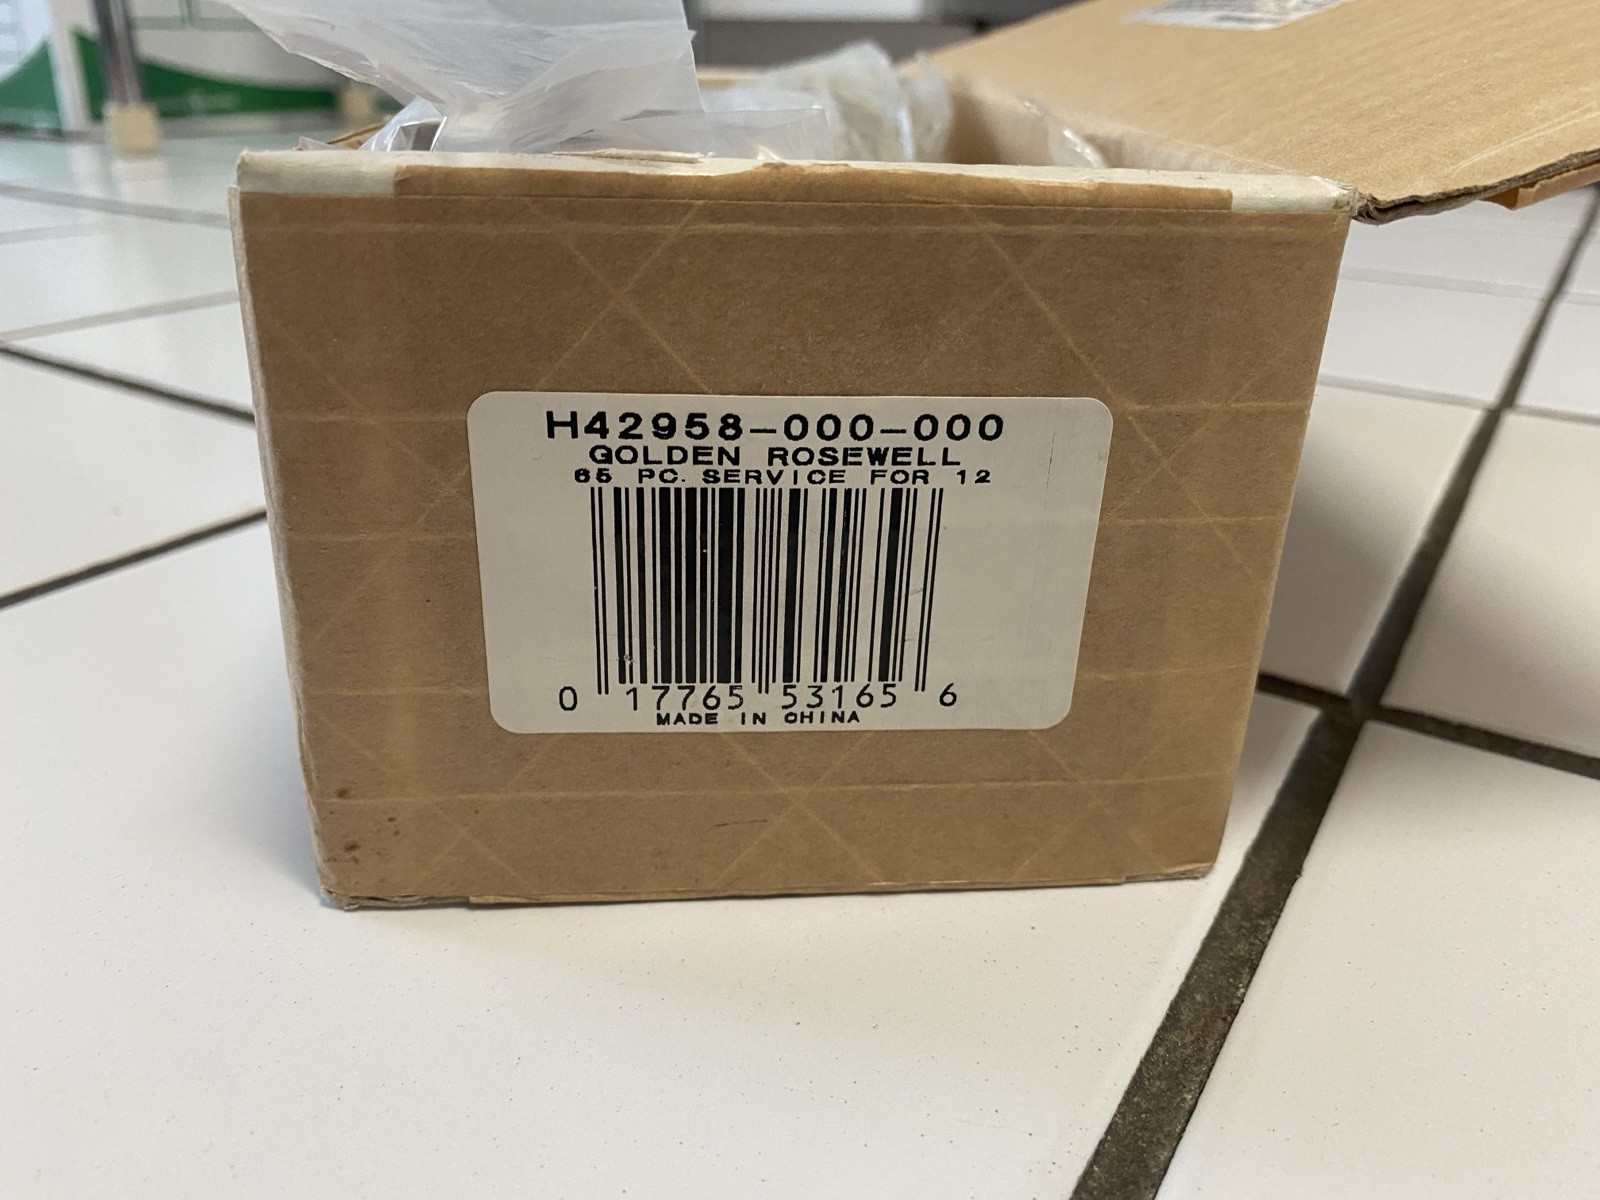 H42958-000-000
GOLDEN ROSEWELL
65 PC. SERVICE FOR 12
0 17765 53165 6
MADE IN CHINA